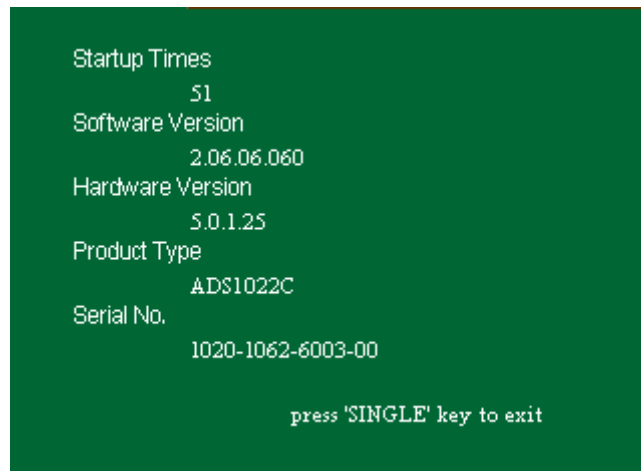 Startup Times
51
Software Version
2.06.06.060
Hardware Version
5.0.1.25
Product Type
ADS1022C
Serial No.
1020-1062-6003-00
press 'SINGLE' key to exit